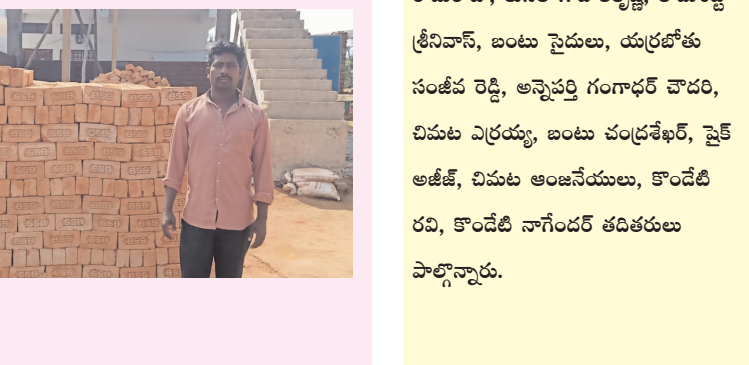 శ్రీనివాస్, బంటు సైదులు, యర్రబోతు
సంజీవ రెడ్డి, అన్నెపర్తి గంగాధర్ చౌదరి,
చిమట ఎర్రయ్య, బంటు చంద్రశేఖర్, షైక్
అజీజ్, చిమట ఆంజనేయులు, కొండేటి
రవి, కొండేటి నాగేందర్ తదితరులు
పాల్గొన్నారు.